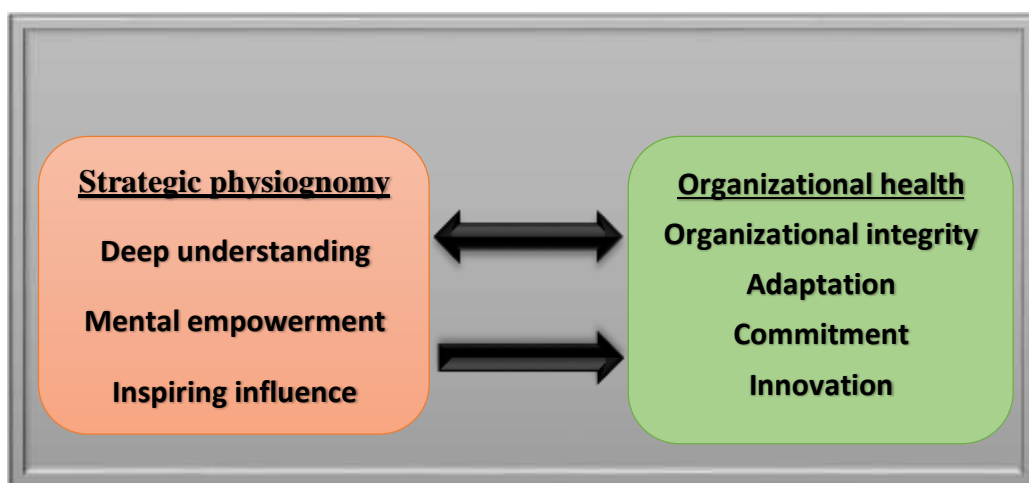 Strategic physiognomy
Deep understanding
Mental empowerment
Inspiring influence
Organizational health
Organizational integrity
Adaptation
Commitment
Innovation